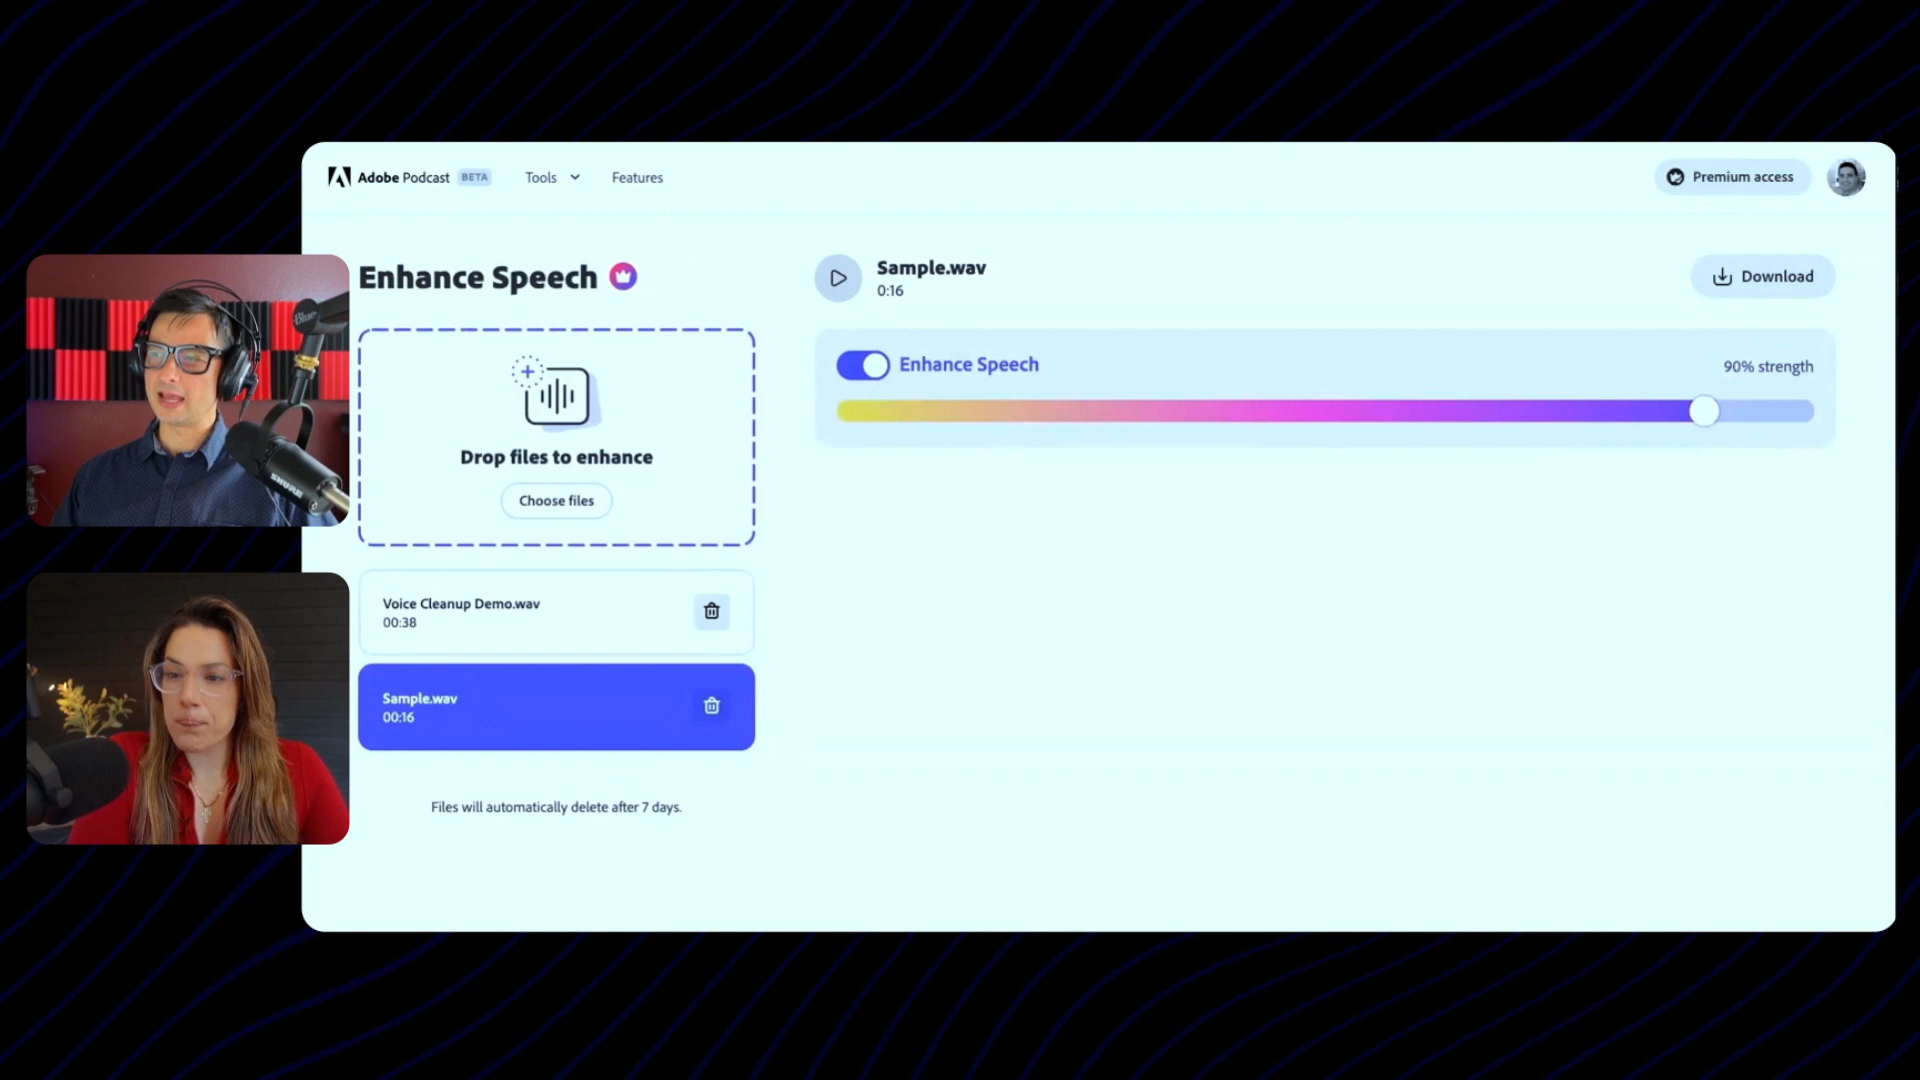 Adobe Podcast BETA
Tools
Features
Premium access
Enhance Speech
Sample.wav
0:16
Download
Enhance Speech
90% strength
Drop files to enhance
Choose files
Voice Cleanup Demo.wav
00:38
Sample.wav
00:16
Files will automatically delete after 7 days.
Blue
SHURE